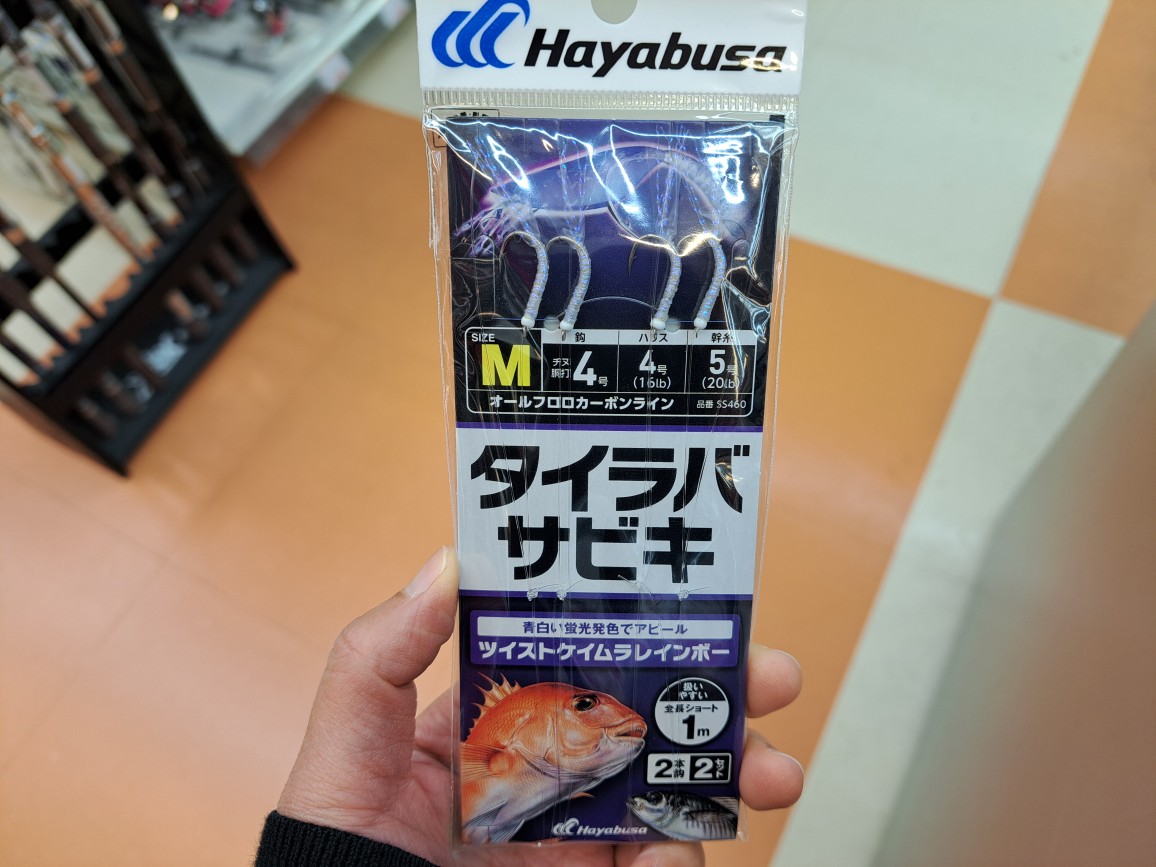 Hayabusa
SIZE 鈎 ハリス 幹糸
M チヌ胴打 4号 4号 5号
(16lb) (20lb)
オールフロロカーボンライン 品番 SS460
タイラバ
サビキ
青白い蛍光発色でアピール
ツイストケイムラレインボー
扱い
やすい
全長ショート
1m
2本鈎 2セット
Hayabusa